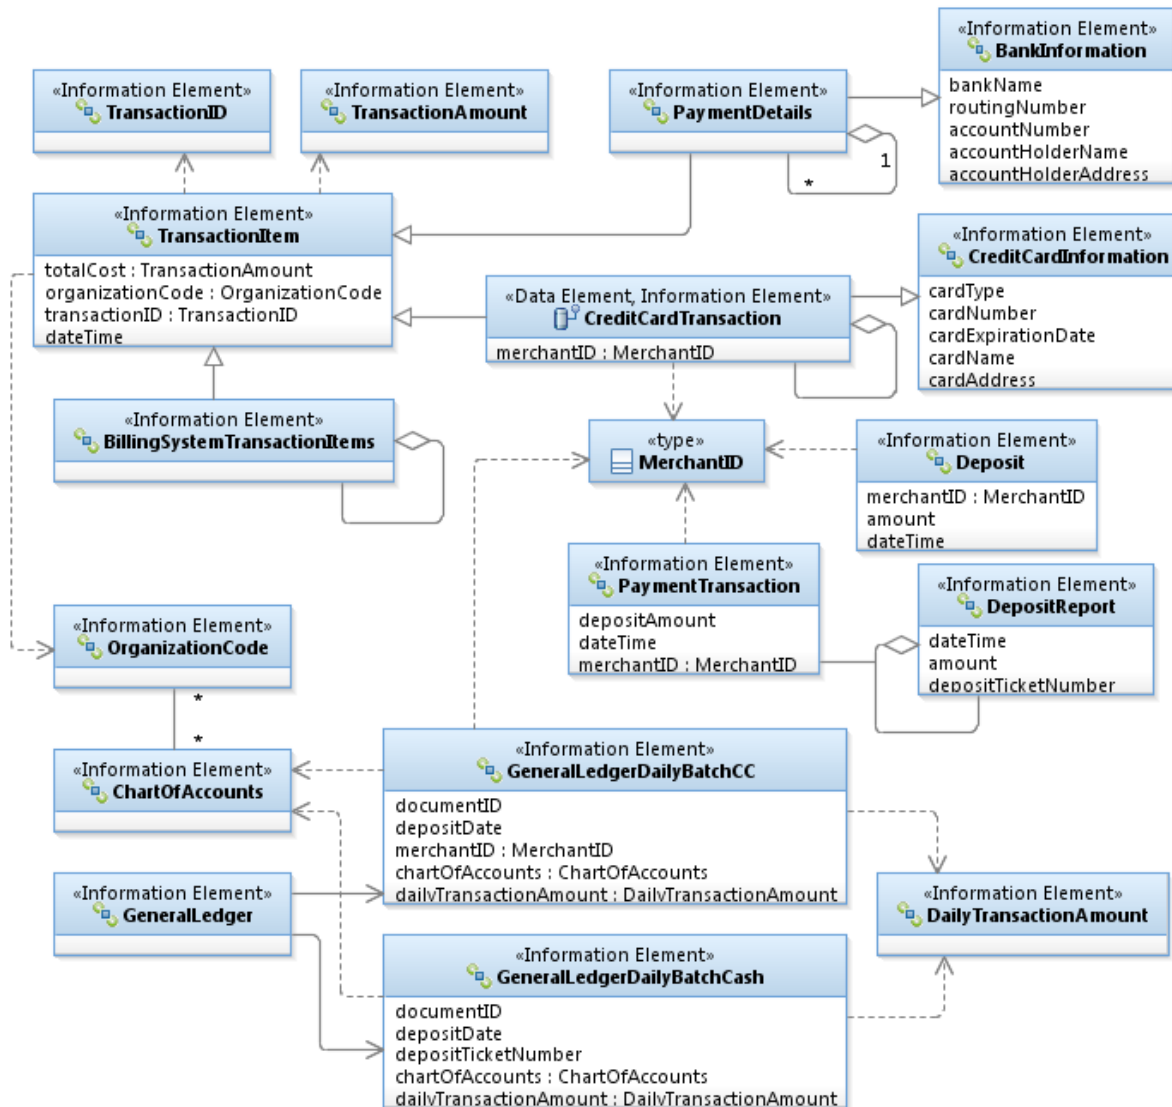 «Information Element»
BankInformation
bankName
routingNumber
accountNumber
accountHolderName
accountHolderAddress
«Information Element»
TransactionID
«Information Element»
TransactionAmount
«Information Element»
PaymentDetails
1
*
«Information Element»
TransactionItem
totalCost : TransactionAmount
organizationCode : OrganizationCode
transactionID : TransactionID
dateTime
«Information Element»
CreditCardInformation
cardType
cardNumber
cardExpirationDate
cardName
cardAddress
«Data Element, Information Element»
CreditCardTransaction
merchantID : MerchantID
«Information Element»
BillingSystemTransactionItems
«type»
MerchantID
«Information Element»
Deposit
merchantID : MerchantID
amount
dateTime
«Information Element»
PaymentTransaction
depositAmount
dateTime
merchantID : MerchantID
«Information Element»
DepositReport
dateTime
amount
depositTicketNumber
«Information Element»
OrganizationCode
*
*
«Information Element»
ChartOfAccounts
«Information Element»
GeneralLedgerDailyBatchCC
documentID
depositDate
merchantID : MerchantID
chartOfAccounts : ChartOfAccounts
dailyTransactionAmount : DailyTransactionAmount
«Information Element»
GeneralLedger
«Information Element»
DailyTransactionAmount
«Information Element»
GeneralLedgerDailyBatchCash
documentID
depositDate
depositTicketNumber
chartOfAccounts : ChartOfAccounts
dailyTransactionAmount : DailyTransactionAmount